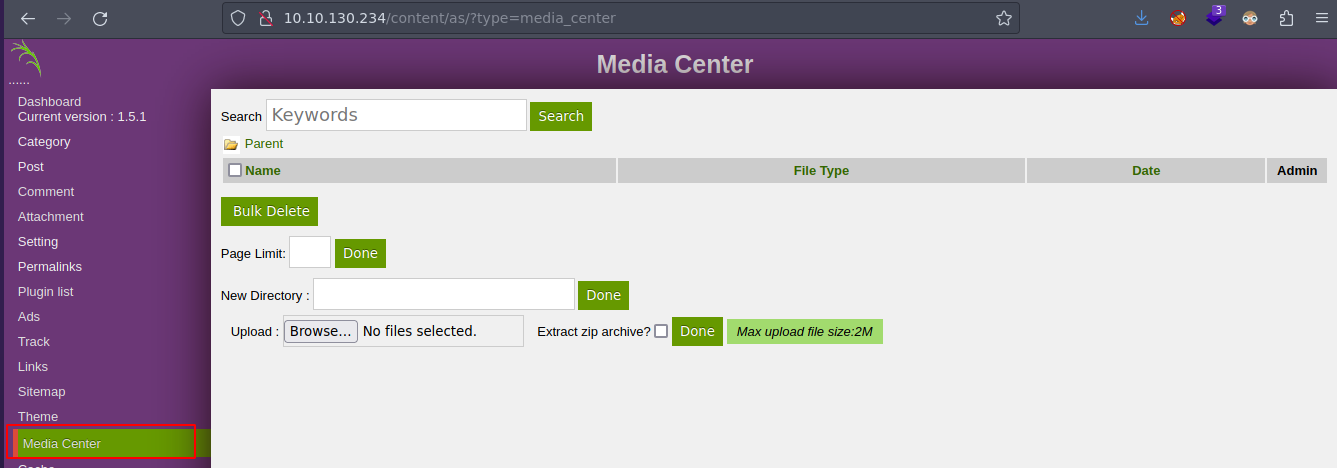 10.10.130.234/content/as/?type=media_center
3
......
Media Center
Dashboard
Current version : 1.5.1
Category
Post
Comment
Attachment
Setting
Permalinks
Plugin list
Ads
Track
Links
Sitemap
Theme
Media Center
Cache
Search Keywords Search
Parent
Name File Type Date Admin
Bulk Delete
Page Limit: Done
New Directory : Done
Upload : Browse... No files selected. Extract zip archive? Done Max upload file size:2M